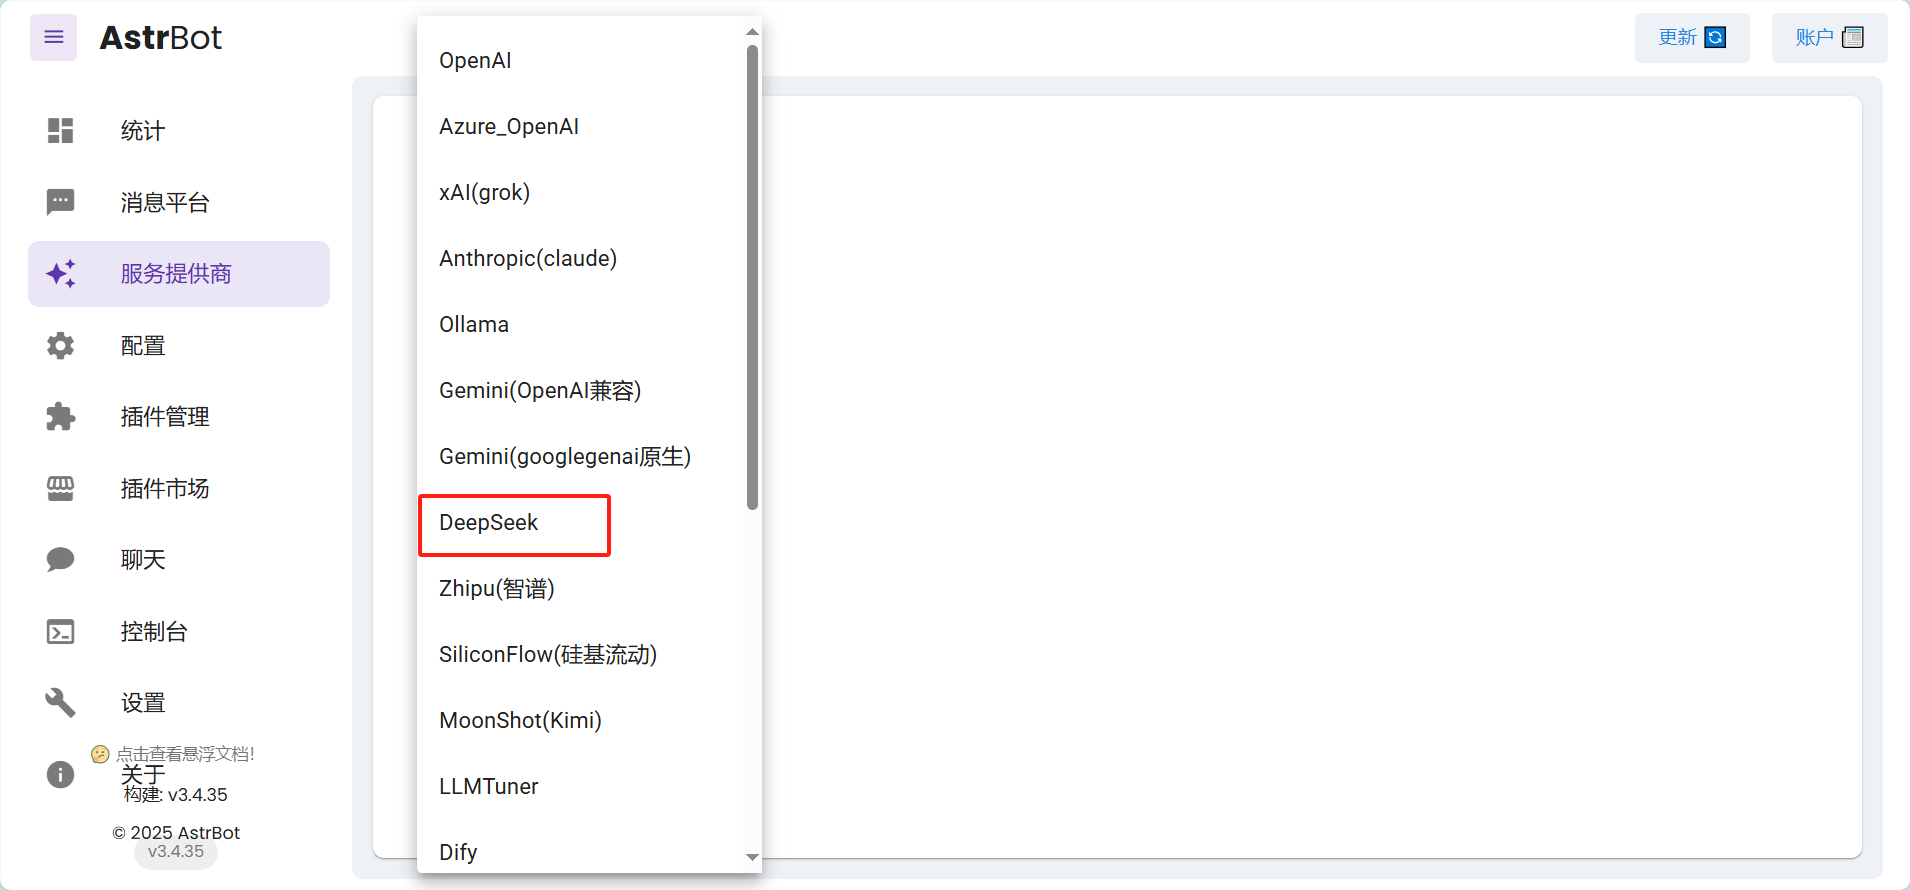 AstrBot
更新
账户
统计
消息平台
服务提供商
配置
插件管理
插件市场
聊天
控制台
设置
点击查看悬浮文档!
关于
构建: v3.4.35
© 2025 AstrBot
v3.4.35
OpenAI
Azure_OpenAI
xAI(grok)
Anthropic(claude)
Ollama
Gemini(OpenAI兼容)
Gemini(googlegenai原生)
DeepSeek
Zhipu(智谱)
SiliconFlow(硅基流动)
MoonShot(Kimi)
LLMTuner
Dify